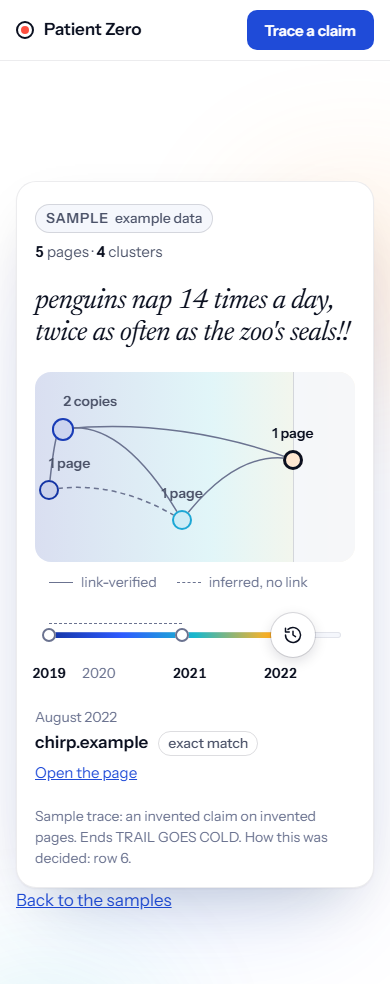 Patient Zero
Trace a claim
SAMPLE example data
5 pages · 4 clusters
penguins nap 14 times a day,
twice as often as the zoo's seals!!
2 copies
1 page
1 page
1 page
link-verified
inferred, no link
2019 2020 2021 2022
August 2022
chirp.example exact match
Open the page
Sample trace: an invented claim on invented
pages. Ends TRAIL GOES COLD. How this was
decided: row 6.
Back to the samples